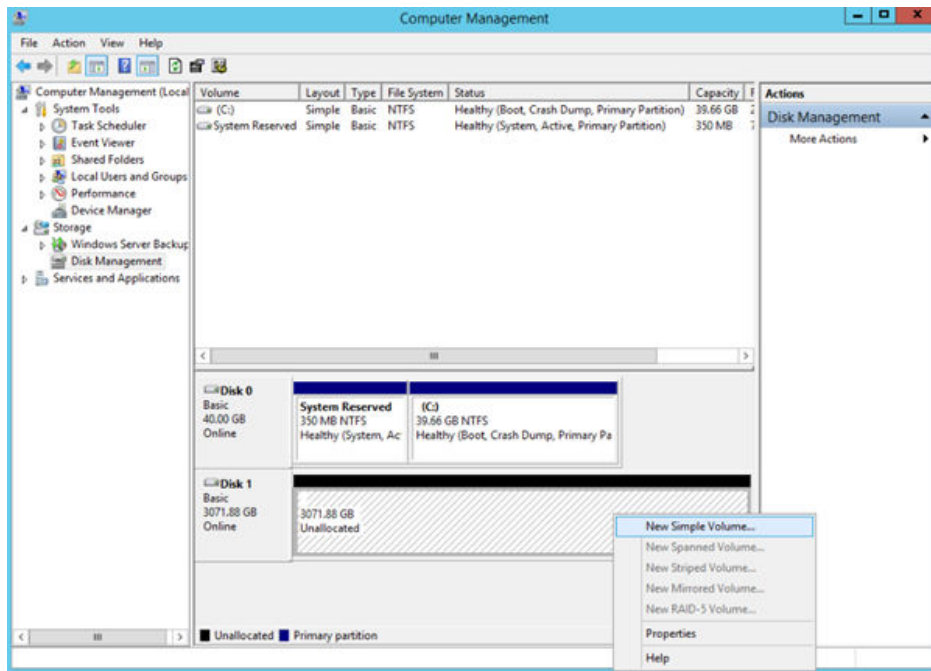 Computer Management
File Action View Help
Computer Management (Local
System Tools
Task Scheduler
Event Viewer
Shared Folders
Local Users and Groups
Performance
Device Manager
Storage
Windows Server Backup
Disk Management
Services and Applications
Volume Layout Type File System Status Capacity F
(C:) Simple Basic NTFS Healthy (Boot, Crash Dump, Primary Partition) 39.66 GB
System Reserved Simple Basic NTFS Healthy (System, Active, Primary Partition) 350 MB
Actions
Disk Management
More Actions
Disk 0
Basic
40.00 GB
Online
System Reserved
350 MB NTFS
Healthy (System, Ac
(C:)
39.66 GB NTFS
Healthy (Boot, Crash Dump, Primary Pa
Disk 1
Basic
3071.88 GB
Online
3071.88 GB
Unallocated
New Simple Volume...
New Spanned Volume...
New Striped Volume...
New Mirrored Volume...
New RAID-5 Volume...
Properties
Help
Unallocated Primary partition